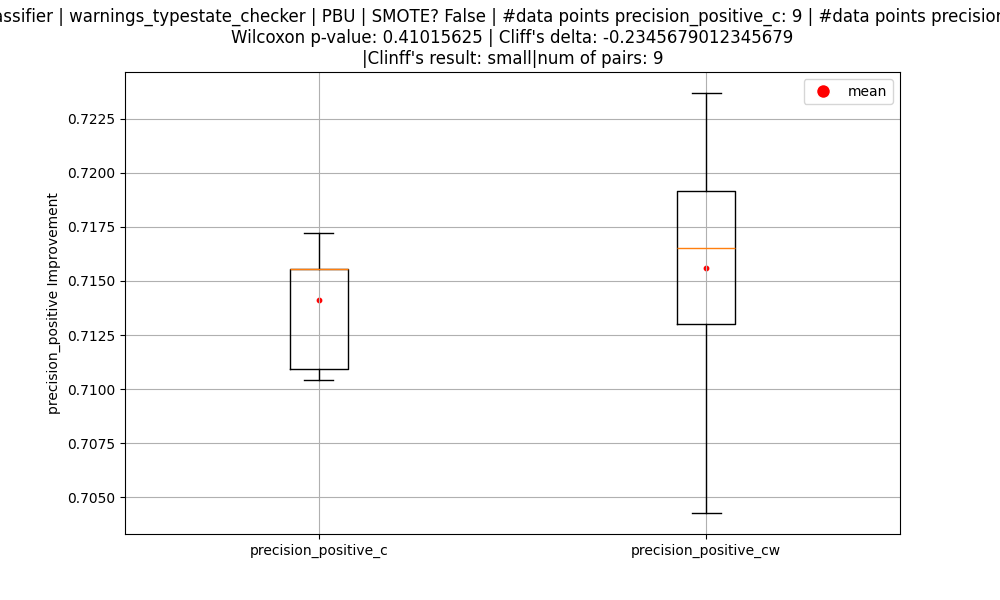 | warnings_typestate_checker | PBU | SMOTE? False | #data points precision_positive_c: 9 | #data points
Wilcoxon p-value: 0.41015625 | Cliff's delta: -0.2345679012345679
|Clinff's result: small|num of pairs: 9
mean
0.7225
0.7200
0.7175
0.7150
0.7125
0.7100
0.7075
0.7050
precision_positive Improvement
precision_positive_c
precision_positive_cw